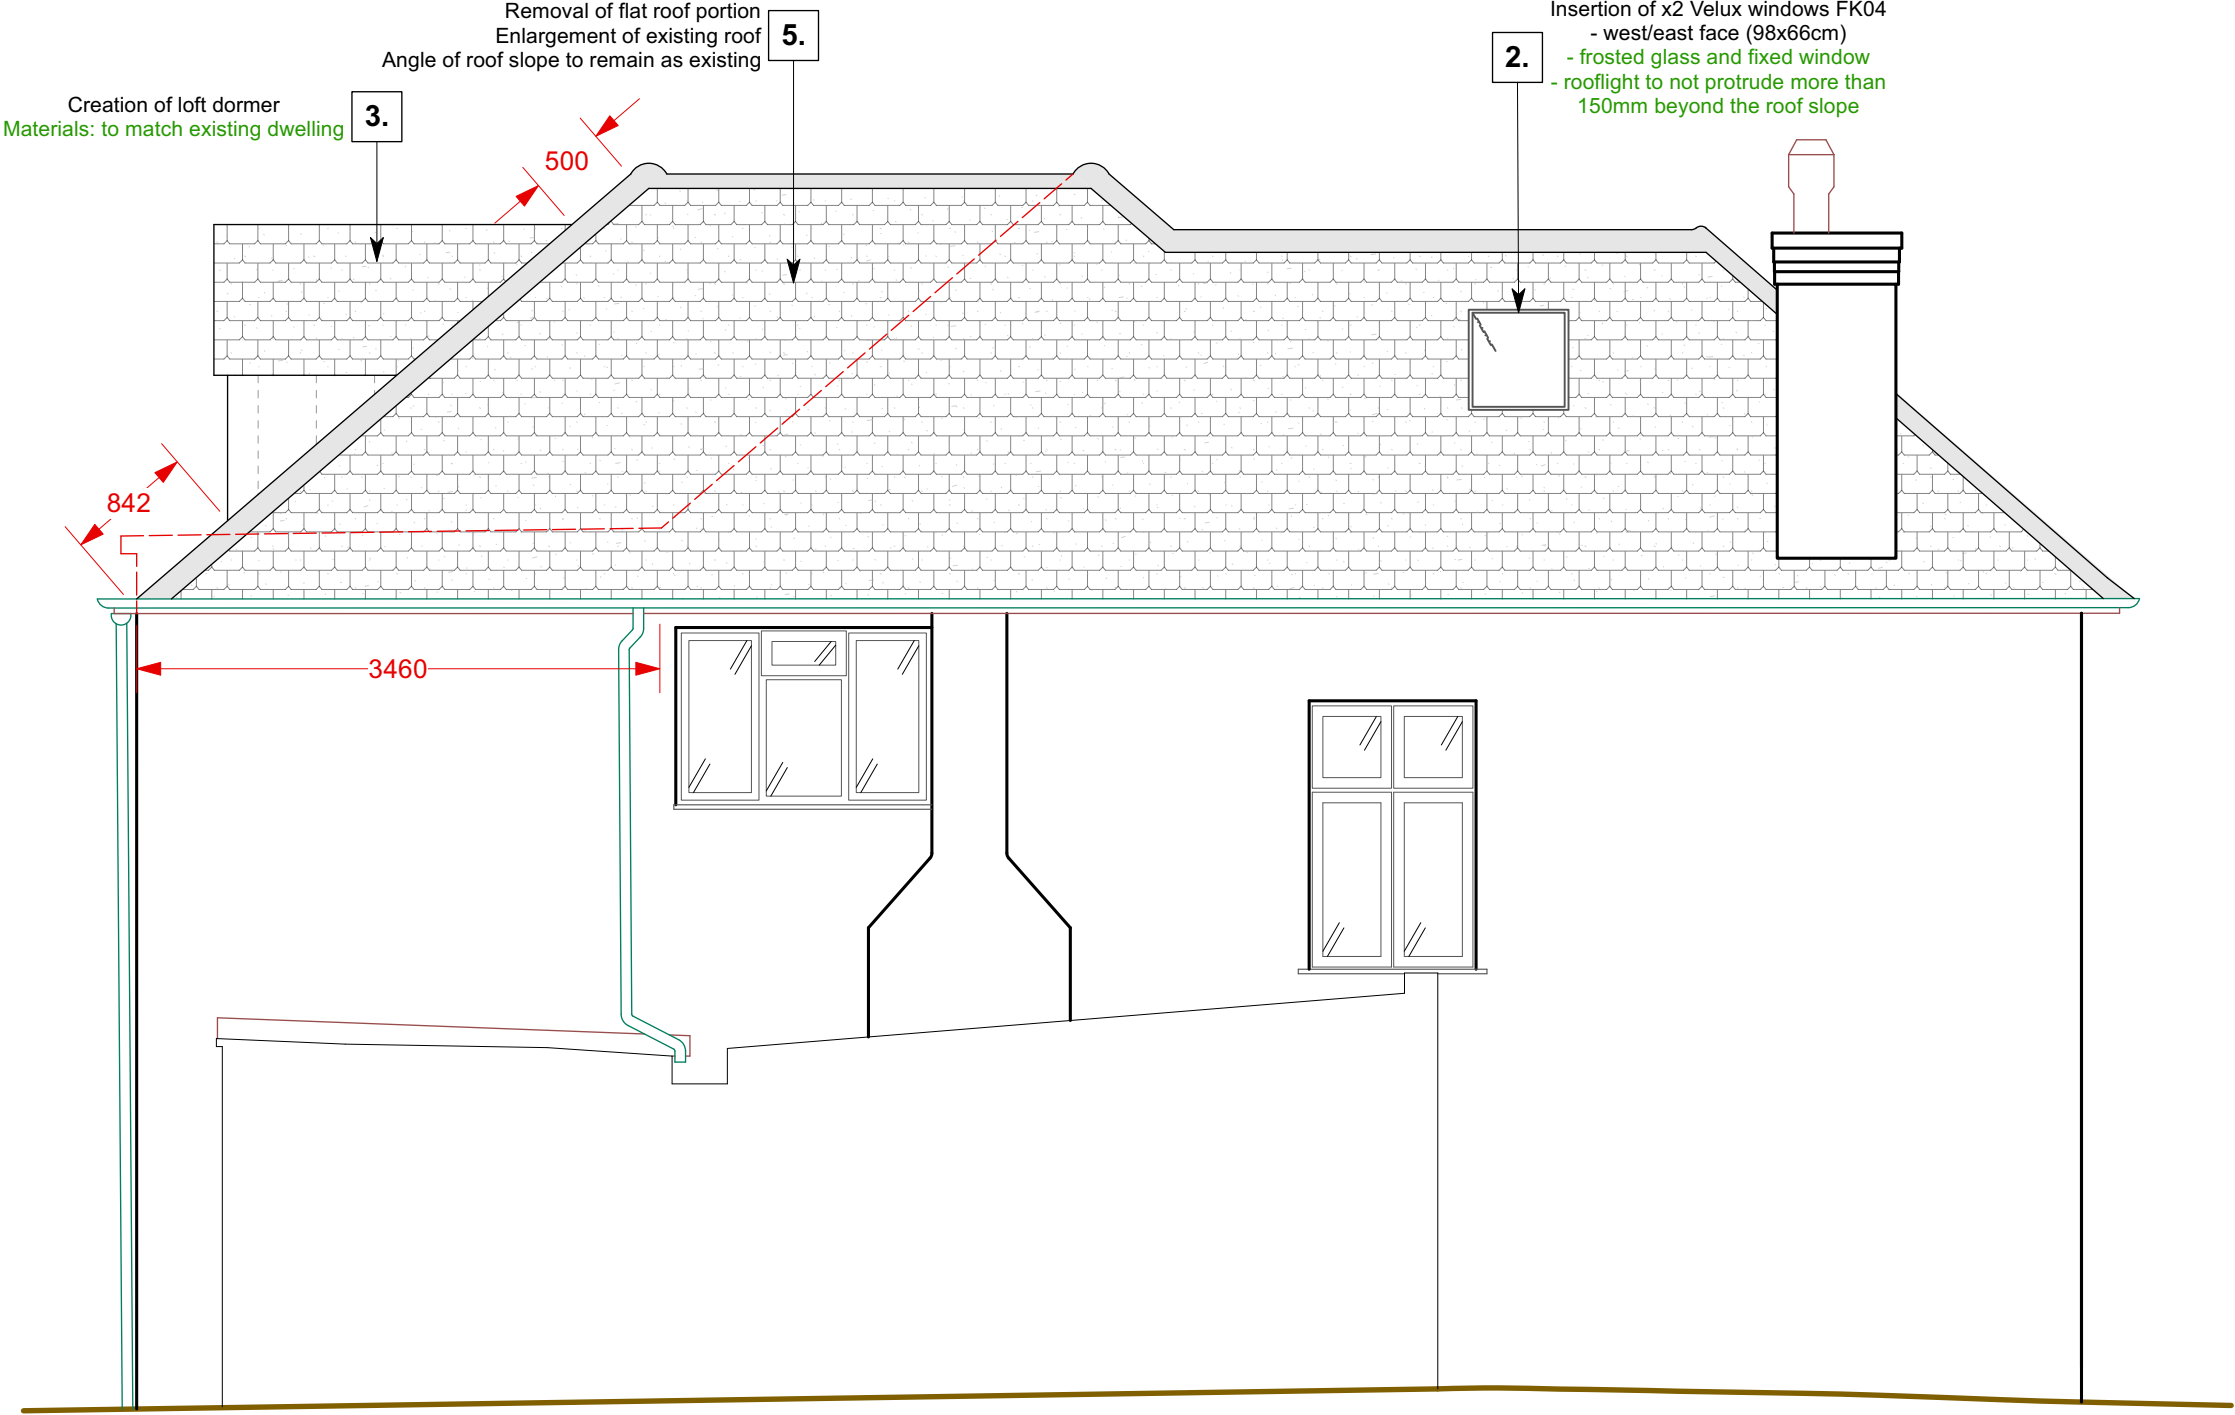 Removal of flat roof portion
Enlargement of existing roof
Angle of roof slope to remain as existing
5.
Insertion of x2 Velux windows FK04
- west/east face (98x66cm)
- frosted glass and fixed window
- rooflight to not protrude more than
150mm beyond the roof slope
2.
Creation of loft dormer
Materials: to match existing dwelling
3.
500
842
3460